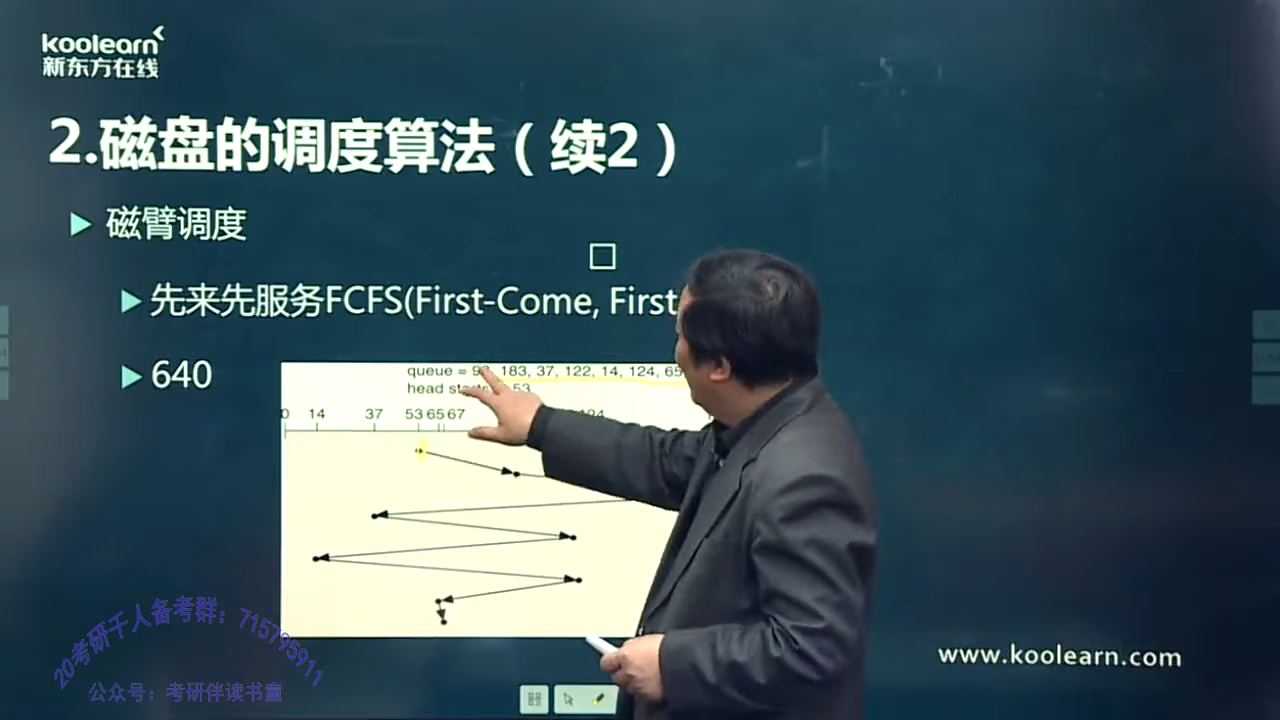 koolearn
新东方在线
2.磁盘的调度算法（续2）
磁臂调度
先来先服务FCFS(First-Come, First
640
queue = 98, 183, 37, 122, 14, 124, 65
head starts 53
0 14 37 53 65 67 124
20考研千人备考群：715795911
公众号：考研伴读书童
www.koolearn.com